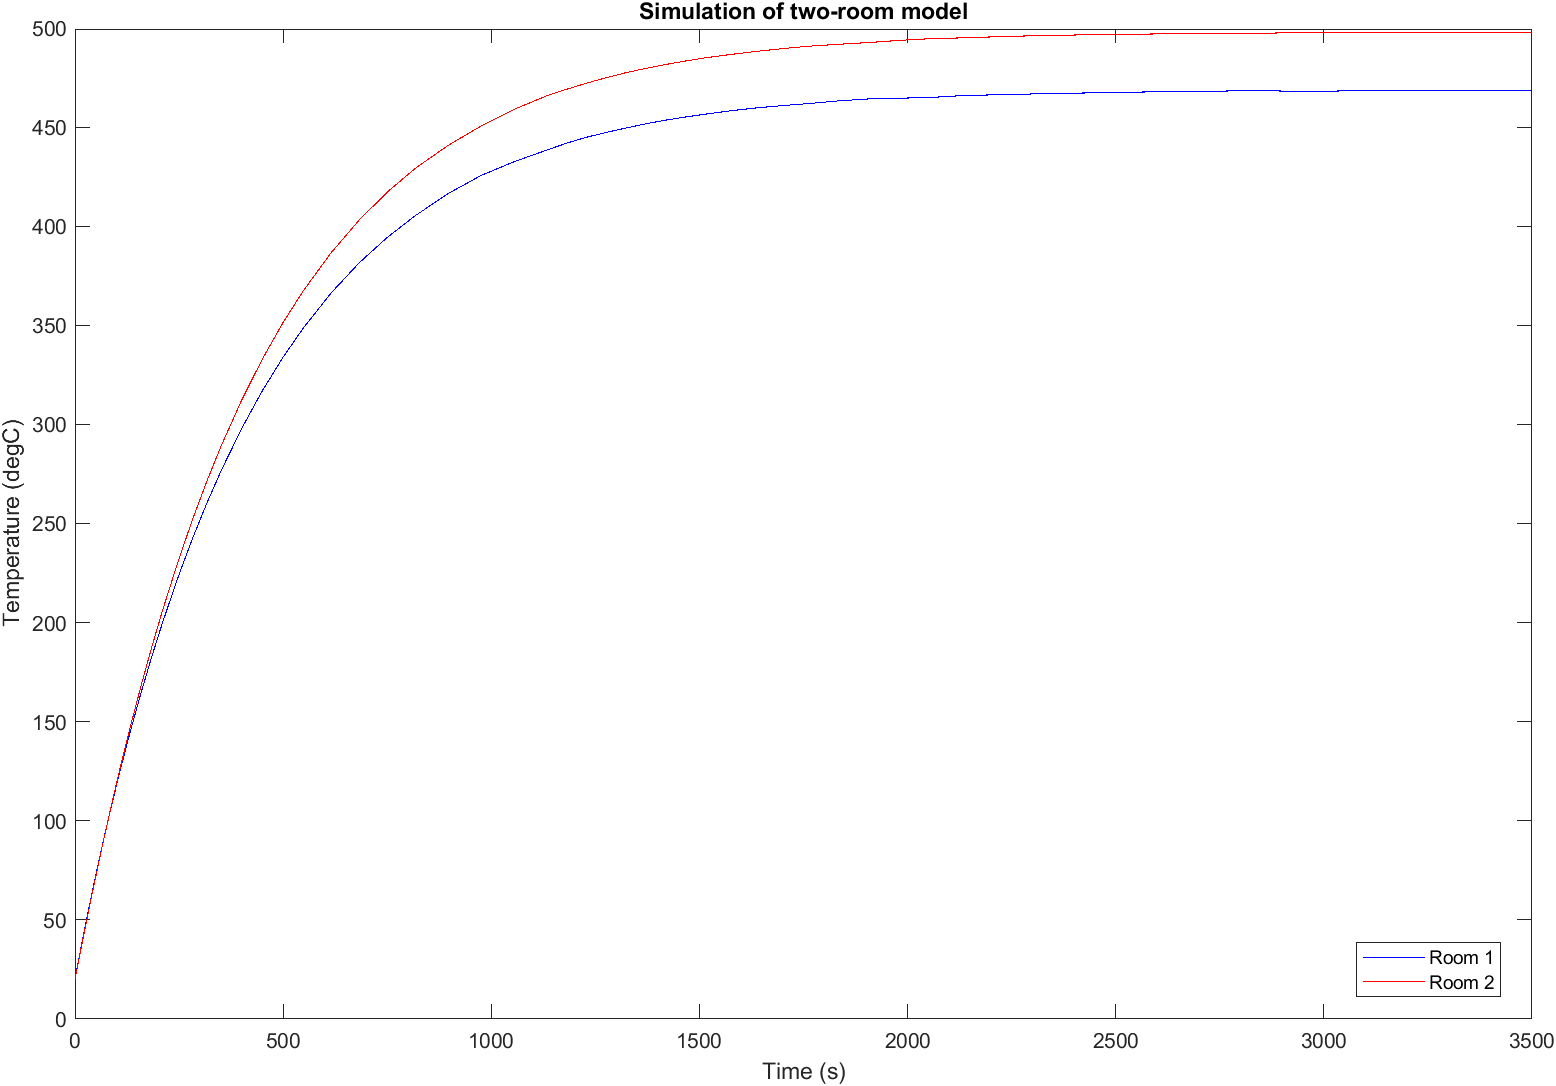 Simulation of two-room model
500
450
400
350
300
250
200
150
100
50
0
Temperature (degC)
Room 1
Room 2
0 500 1000 1500 2000 2500 3000 3500
Time (s)